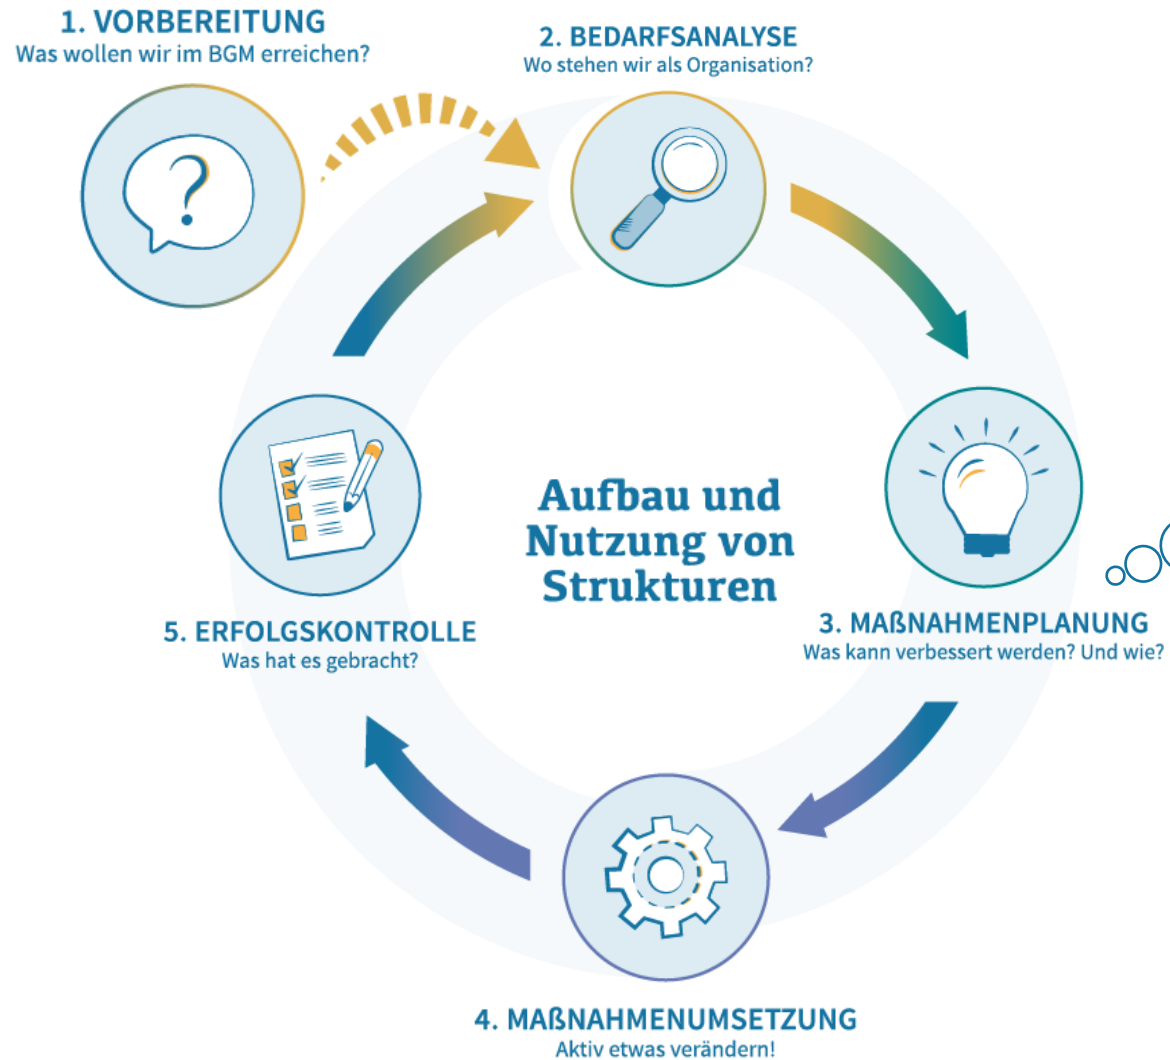 1. VORBEREITUNG
Was wollen wir im BGM erreichen?
2. BEDARFSANALYSE
Wo stehen wir als Organisation?
Aufbau und
Nutzung von
Strukturen
3. MAßNAHMENPLANUNG
Was kann verbessert werden? Und wie?
5. ERFOLGSKONTROLLE
Was hat es gebracht?
4. MAßNAHMENUMSETZUNG
Aktiv etwas verändern!